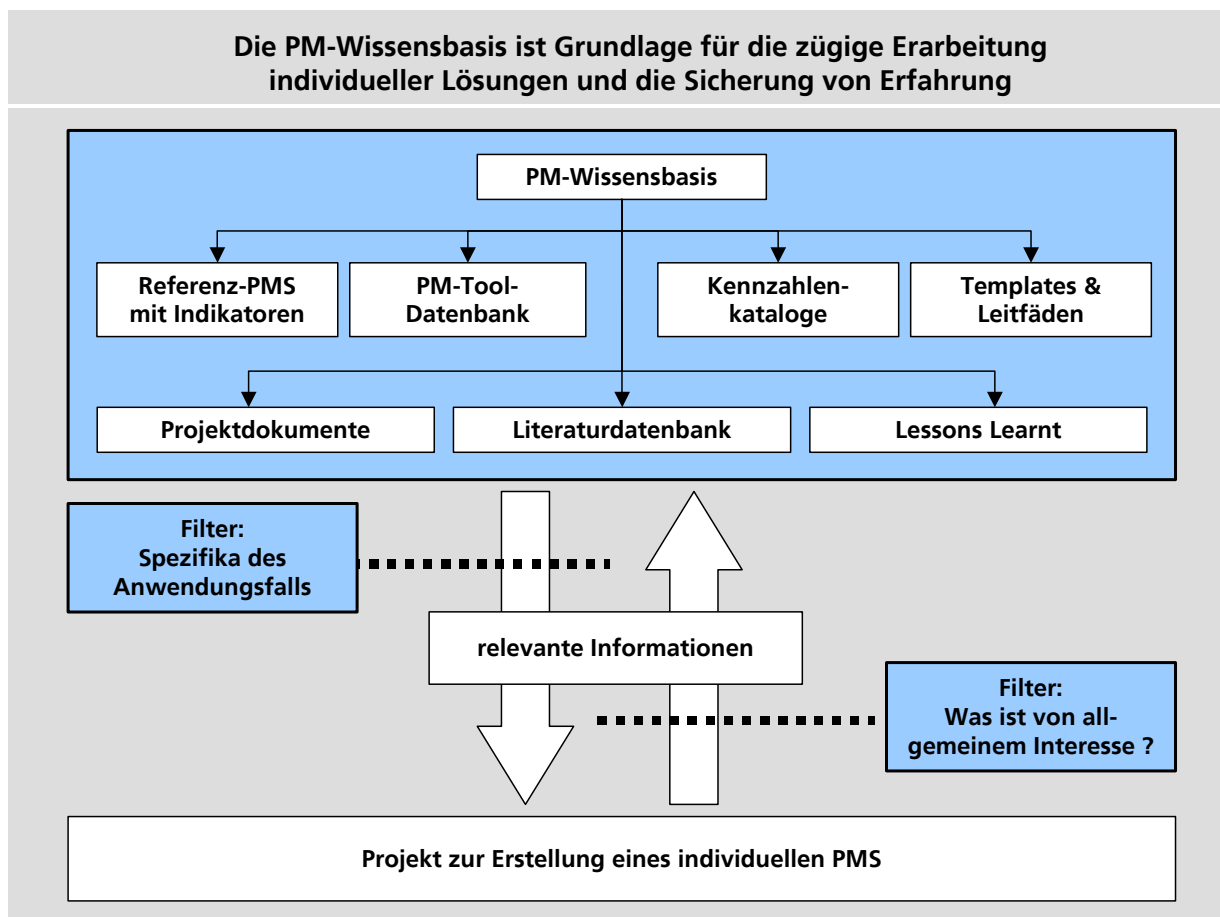 Die PM-Wissensbasis ist Grundlage für die zügige Erarbeitung
individueller Lösungen und die Sicherung von Erfahrung
PM-Wissensbasis
Referenz-PMS
mit Indikatoren
PM-Tool-
Datenbank
Kennzahlen-
kataloge
Templates &
Leitfäden
Projektdokumente
Literaturdatenbank
Lessons Learnt
Filter:
Spezifika des
Anwendungsfalls
relevante Informationen
Filter:
Was ist von all-
gemeinem Interesse ?
Projekt zur Erstellung eines individuellen PMS